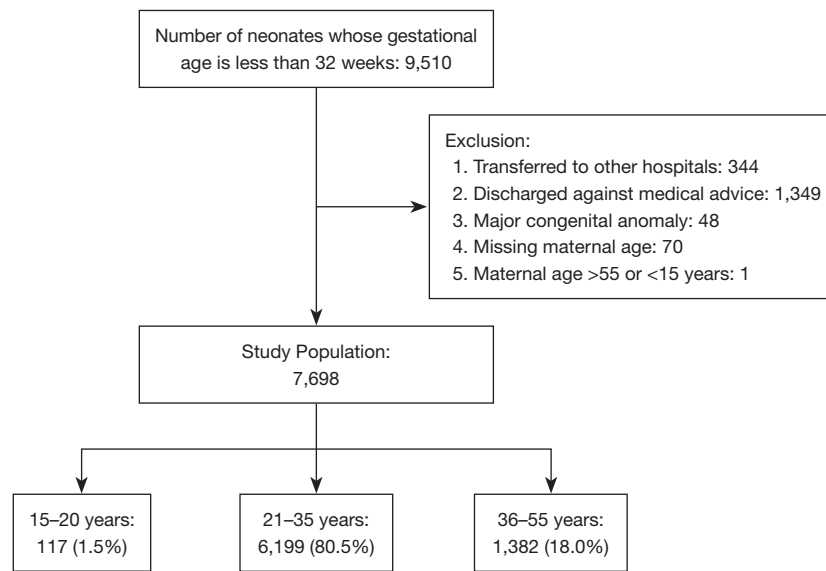 Number of neonates whose gestational
age is less than 32 weeks: 9,510
Exclusion:
1. Transferred to other hospitals: 344
2. Discharged against medical advice: 1,349
3. Major congenital anomaly: 48
4. Missing maternal age: 70
5. Maternal age >55 or <15 years: 1
Study Population:
7,698
15–20 years:
117 (1.5%)
21–35 years:
6,199 (80.5%)
36–55 years:
1,382 (18.0%)